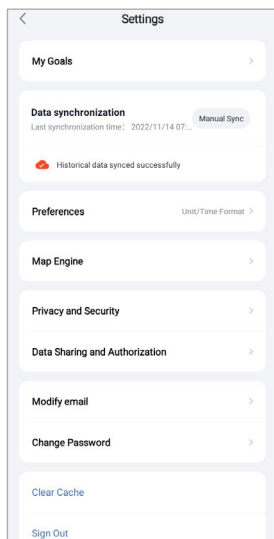 Settings
My Goals
Data synchronization
Manual Sync
Last synchronization time: 2022/11/14 07:...
Historical data synced successfully
Preferences
Unit/Time Format
Map Engine
Privacy and Security
Data Sharing and Authorization
Modify email
Change Password
Clear Cache
Sign Out